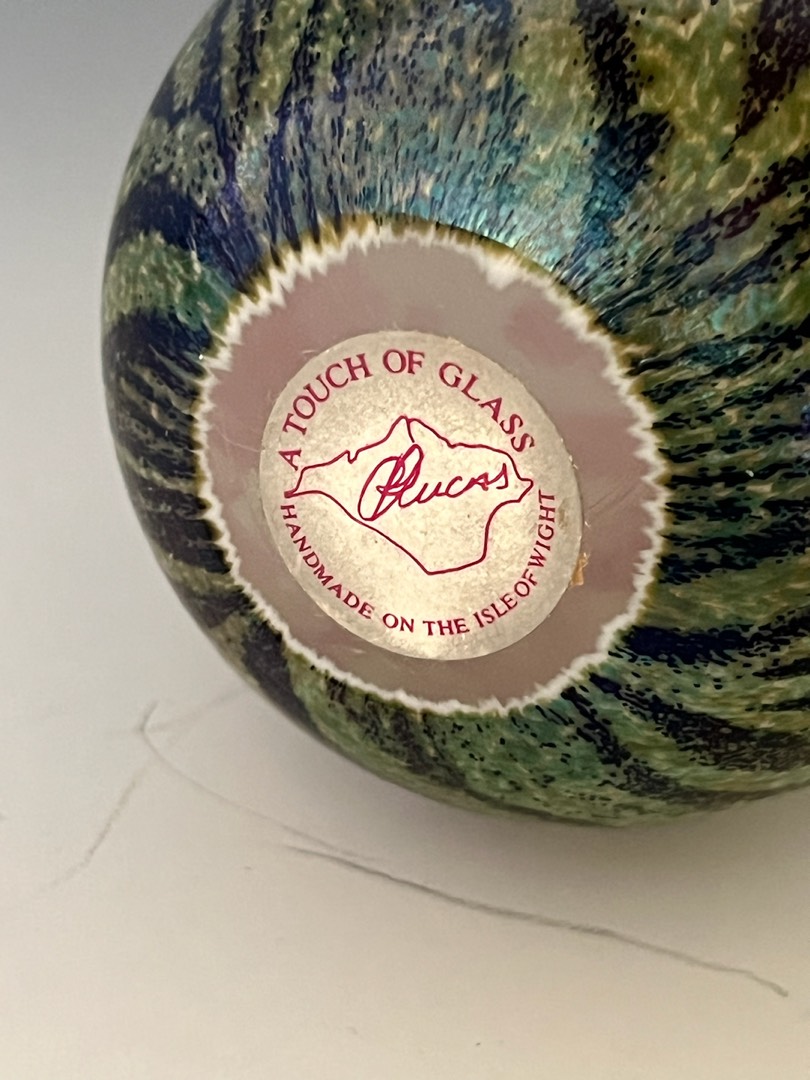 A TOUCH OF GLASS
PLucas
HANDMADE ON THE ISLE OF WIGHT